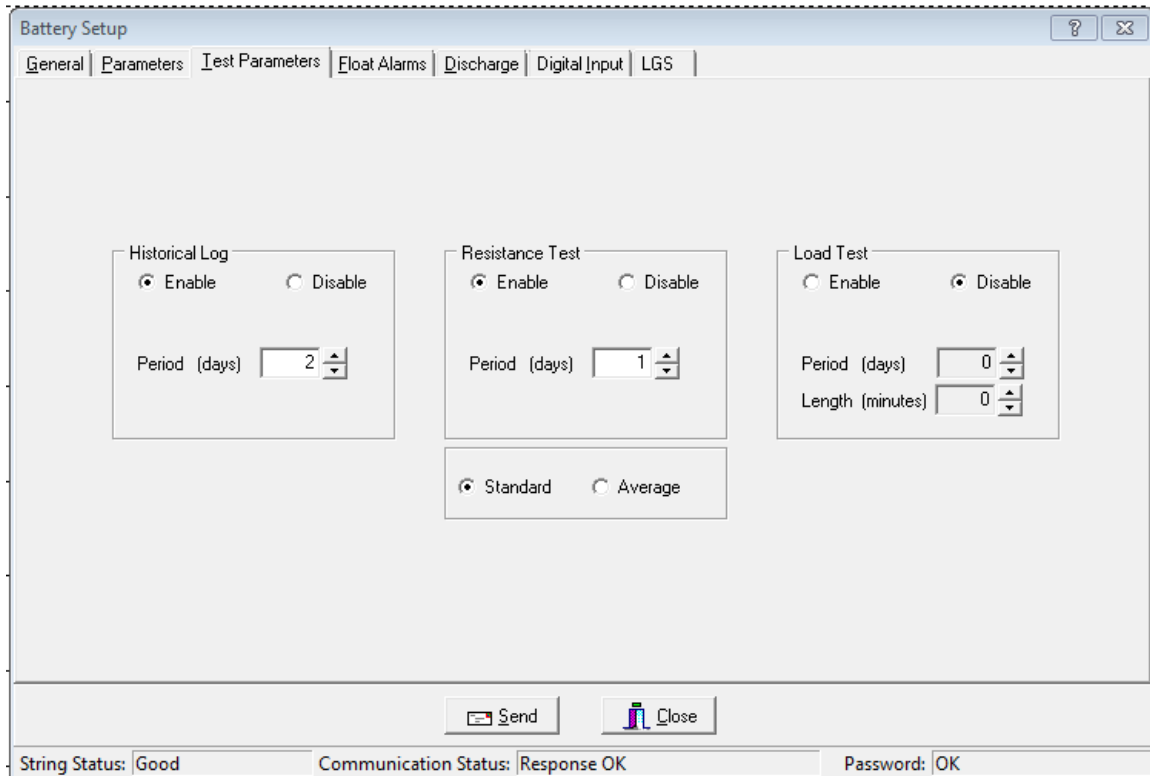 Battery Setup
General Parameters Test Parameters Float Alarms Discharge Digital Input LGS
Historical Log
Enable Disable
Period (days) 2
Resistance Test
Enable Disable
Period (days) 1
Standard Average
Load Test
Enable Disable
Period (days) 0
Length (minutes) 0
Send Close
String Status: Good Communication Status: Response OK Password: OK